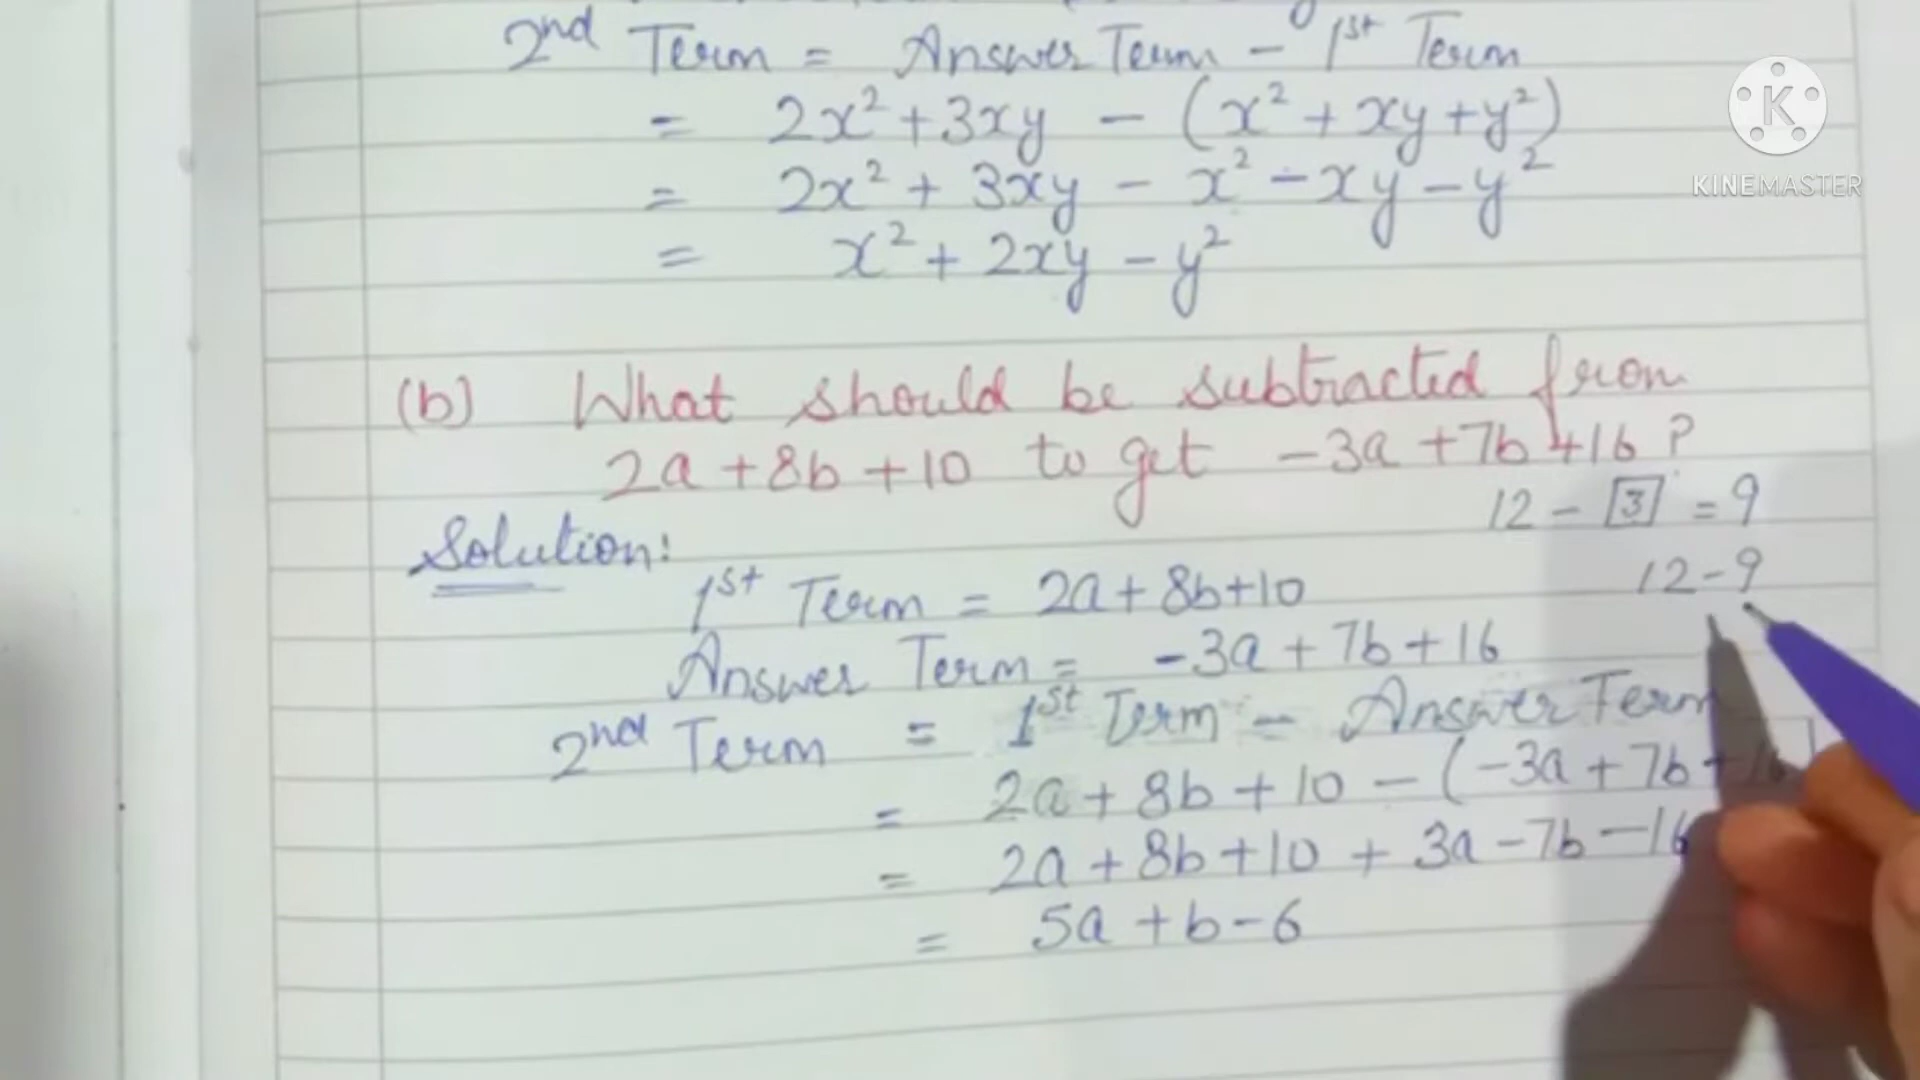 2nd Term = Answer Term - 1st Term
= 2x² + 3xy - (x² + xy + y²)
= 2x² + 3xy - x² - xy - y²
= x² + 2xy - y²
(b) What should be subtracted from
2a + 8b + 10 to get -3a + 7b + 16?
12 - 3 = 9
Solution:
12 - 9
1st Term = 2a + 8b + 10
Answer Term = -3a + 7b + 16
2nd Term = 1st Term - Answer Term
= 2a + 8b + 10 - (-3a + 7b +
= 2a + 8b + 10 + 3a - 7b - 16
= 5a + b - 6
K
KINEMASTER